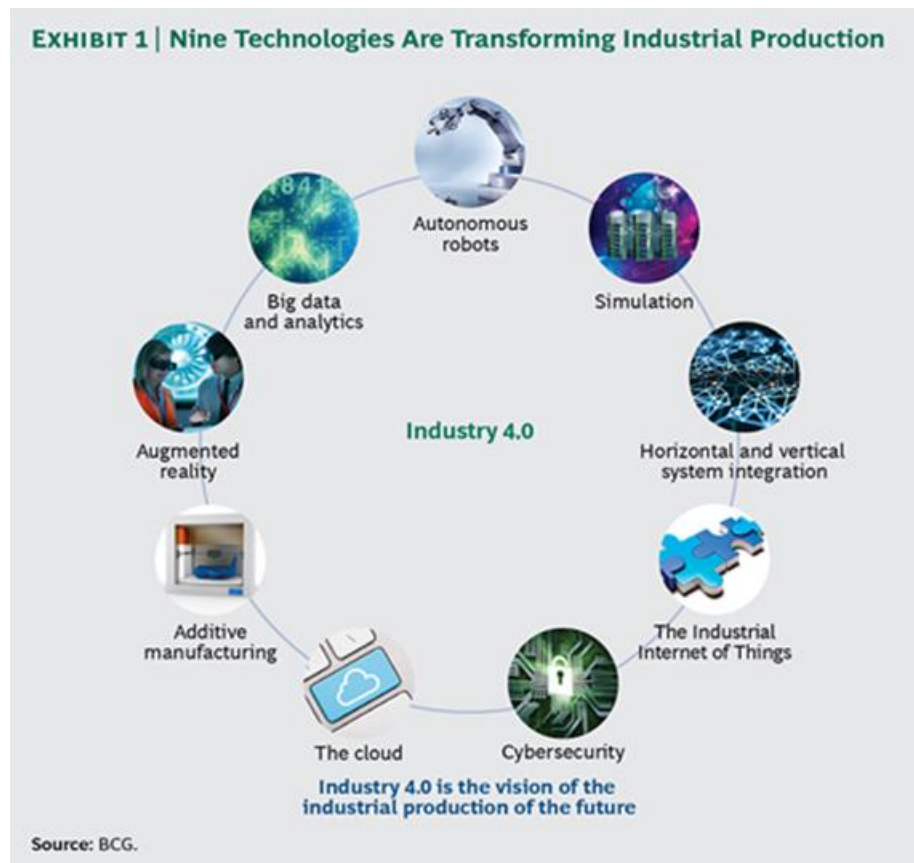 EXHIBIT 1 | Nine Technologies Are Transforming Industrial Production
Autonomous
robots
Simulation
Horizontal and vertical
system integration
The Industrial
Internet of Things
Cybersecurity
The cloud
Additive
manufacturing
Augmented
reality
Big data
and analytics
Industry 4.0
Industry 4.0 is the vision of the
industrial production of the future
Source: BCG.